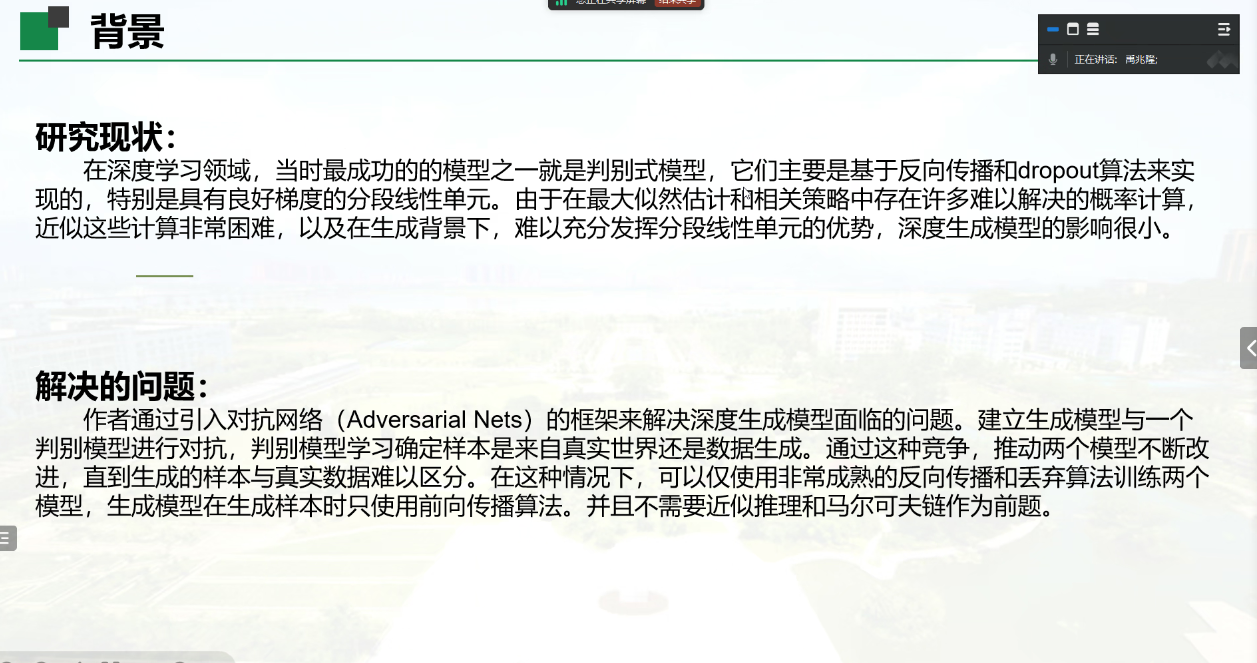 您正在共享屏幕 结束共享
背景
正在讲话: 禹兆隆;
研究现状：
在深度学习领域，当时最成功的的模型之一就是判别式模型，它们主要是基于反向传播和dropout算法来实
现的，特别是具有良好梯度的分段线性单元。由于在最大似然估计和相关策略中存在许多难以解决的概率计算，
近似这些计算非常困难，以及在生成背景下，难以充分发挥分段线性单元的优势，深度生成模型的影响很小。
解决的问题：
作者通过引入对抗网络（Adversarial Nets）的框架来解决深度生成模型面临的问题。建立生成模型与一个
判别模型进行对抗，判别模型学习确定样本是来自真实世界还是数据生成。通过这种竞争，推动两个模型不断改
进，直到生成的样本与真实数据难以区分。在这种情况下，可以仅使用非常成熟的反向传播和丢弃算法训练两个
模型，生成模型在生成样本时只使用前向传播算法。并且不需要近似推理和马尔可夫链作为前题。